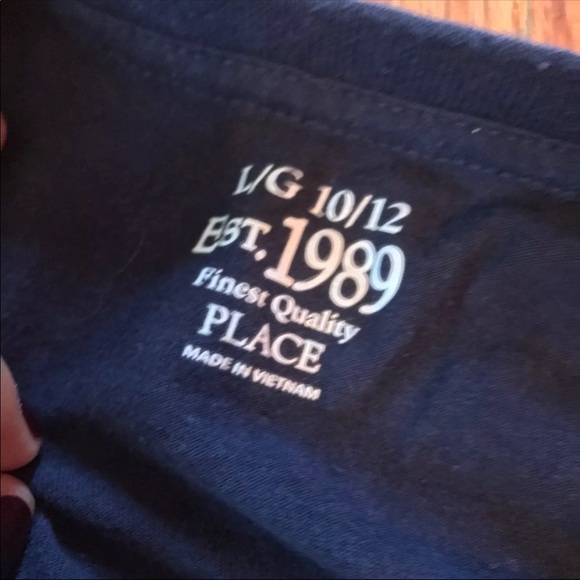 L/G 10/12
EST. 1989
Finest Quality
PLACE
MADE IN VIETNAM